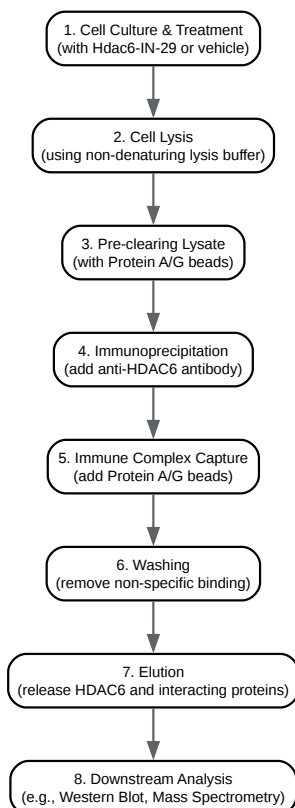 1. Cell Culture & Treatment
(with Hdac6-IN-29 or vehicle)
2. Cell Lysis
(using non-denaturing lysis buffer)
3. Pre-clearing Lysate
(with Protein A/G beads)
4. Immunoprecipitation
(add anti-HDAC6 antibody)
5. Immune Complex Capture
(add Protein A/G beads)
6. Washing
(remove non-specific binding)
7. Elution
(release HDAC6 and interacting proteins)
8. Downstream Analysis
(e.g., Western Blot, Mass Spectrometry)